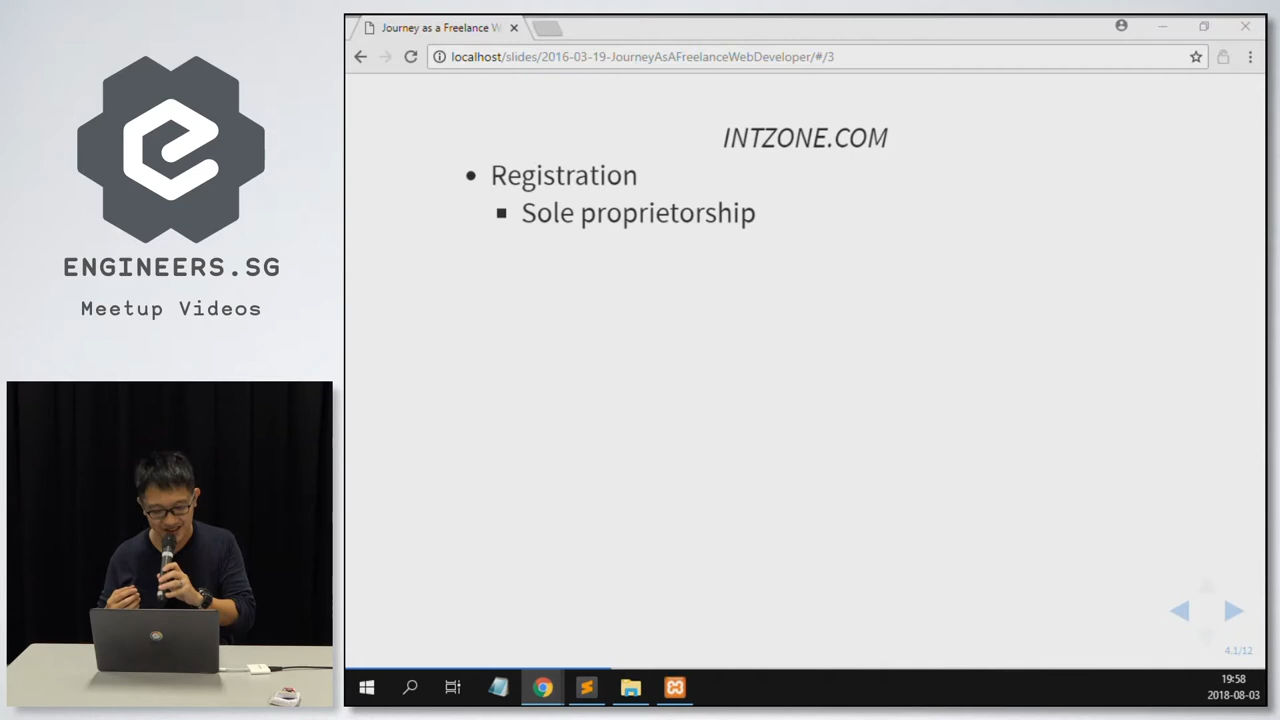 ENGINEERS.SG
Meetup Videos
Journey as a Freelance W
localhost/slides/2016-03-19-JourneyAsAFreelanceWebDeveloper/#/3
INTZONE.COM
Registration
Sole proprietorship
4.1/12
19:58
2018-08-03